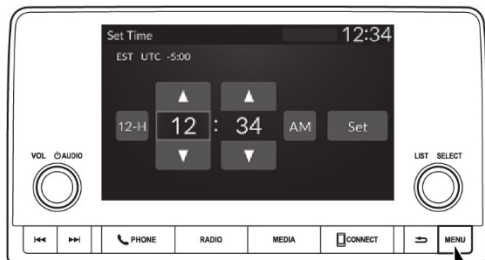 Set Time 12:34
EST UTC -5:00
12-H 12 : 34 AM Set
VOL AUDIO LIST SELECT
PHONE RADIO MEDIA CONNECT MENU